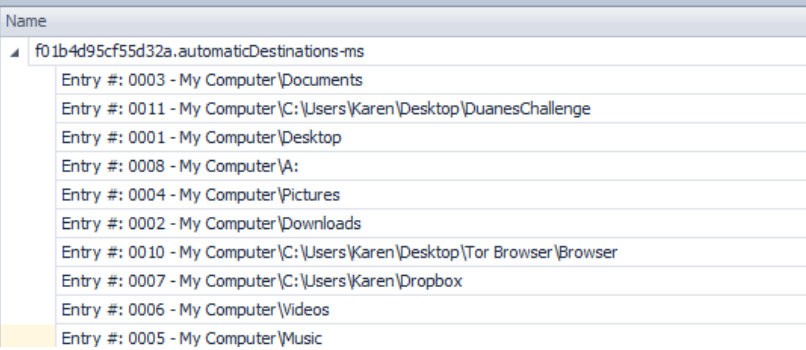 Name
f01b4d95cf55d32a.automaticDestinations-ms
Entry #: 0003 - My Computer\Documents
Entry #: 0011 - My Computer\C:\Users\Karen\Desktop\DuanesChallenge
Entry #: 0001 - My Computer\Desktop
Entry #: 0008 - My Computer\A:
Entry #: 0004 - My Computer\Pictures
Entry #: 0002 - My Computer\Downloads
Entry #: 0010 - My Computer\C:\Users\Karen\Desktop\Tor Browser\Browser
Entry #: 0007 - My Computer\C:\Users\Karen\Dropbox
Entry #: 0006 - My Computer\Videos
Entry #: 0005 - My Computer\Music